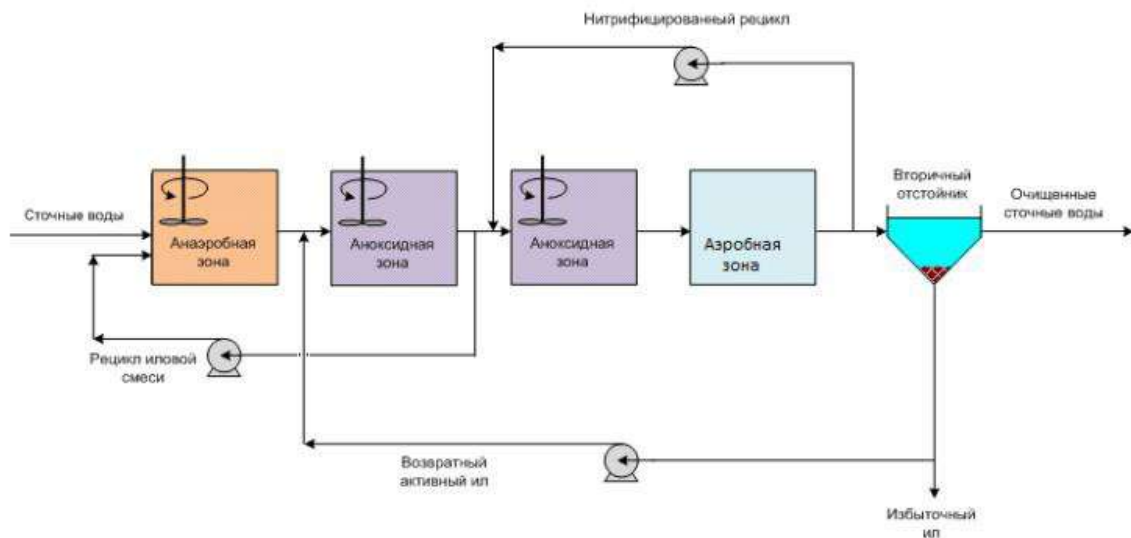 Нитрифицированный рецикл
Сточные воды
Анаэробная
зона
Аноксидная
зона
Аноксидная
зона
Аэробная
зона
Вторичный
отстойник
Очищенные
сточные воды
Рецикл иловой
смеси
Возвратный
активный ил
Избыточный
ил